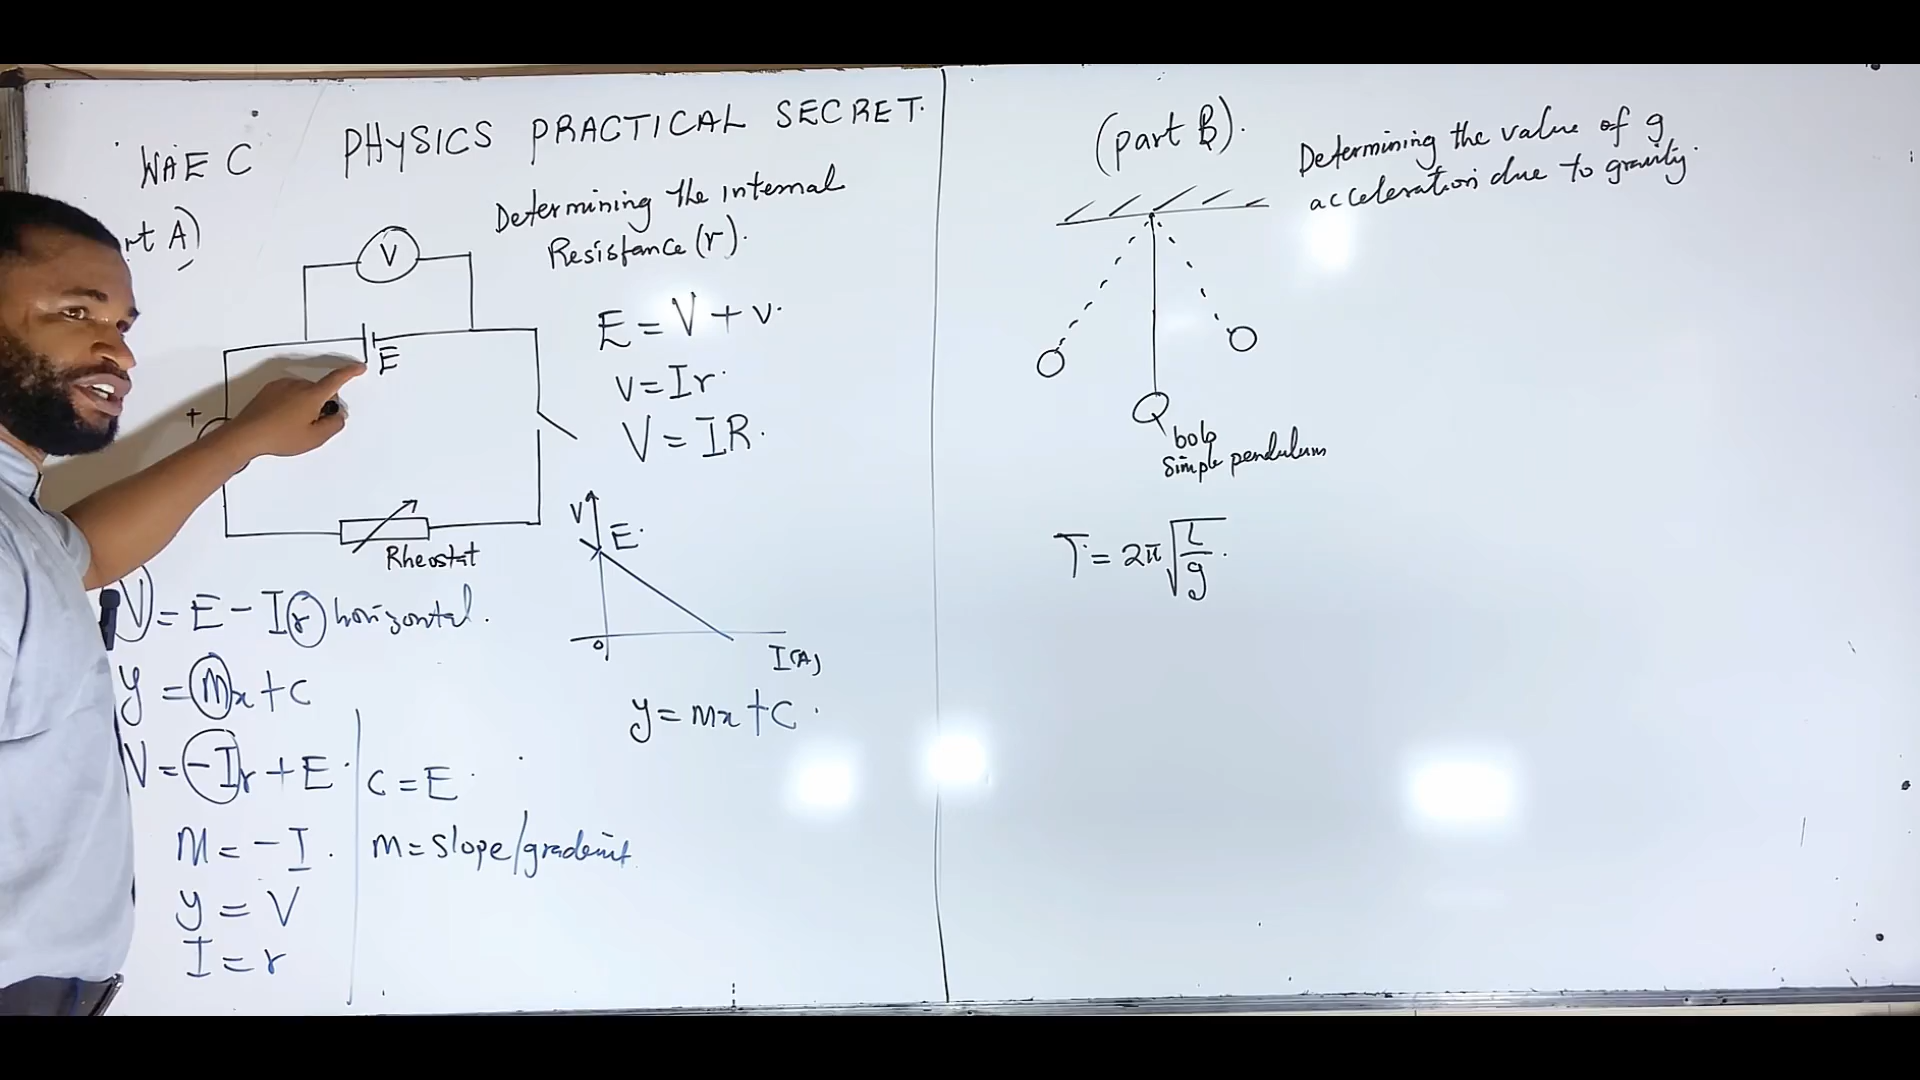 WAEC PHYSICS PRACTICAL SECRET.
rt A)
Determining the internal
Resistance (r).
V
E
+
Rheostat
E = V + v.
v = Ir.
V = IR.
V
E.
0
I(A)
y = mx + c.
V = E - Ir horizontal.
y = mx + c
V = -Ir + E.
M = -I.
y = V
I = r
c = E.
m = slope/gradenit
(part B).
Determining the value of g
acceleration due to gravity.
bob
Simple pendulum
T = 2π√(L/g).